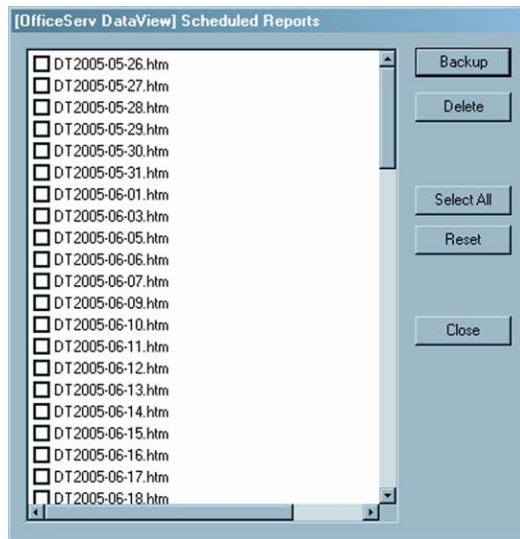 [OfficeServ DataView] Scheduled Reports
DT2005-05-26.htm
DT2005-05-27.htm
DT2005-05-28.htm
DT2005-05-29.htm
DT2005-05-30.htm
DT2005-05-31.htm
DT2005-06-01.htm
DT2005-06-03.htm
DT2005-06-05.htm
DT2005-06-06.htm
DT2005-06-07.htm
DT2005-06-09.htm
DT2005-06-10.htm
DT2005-06-11.htm
DT2005-06-12.htm
DT2005-06-13.htm
DT2005-06-14.htm
DT2005-06-15.htm
DT2005-06-16.htm
DT2005-06-17.htm
DT2005-06-18.htm
Backup
Delete
Select All
Reset
Close